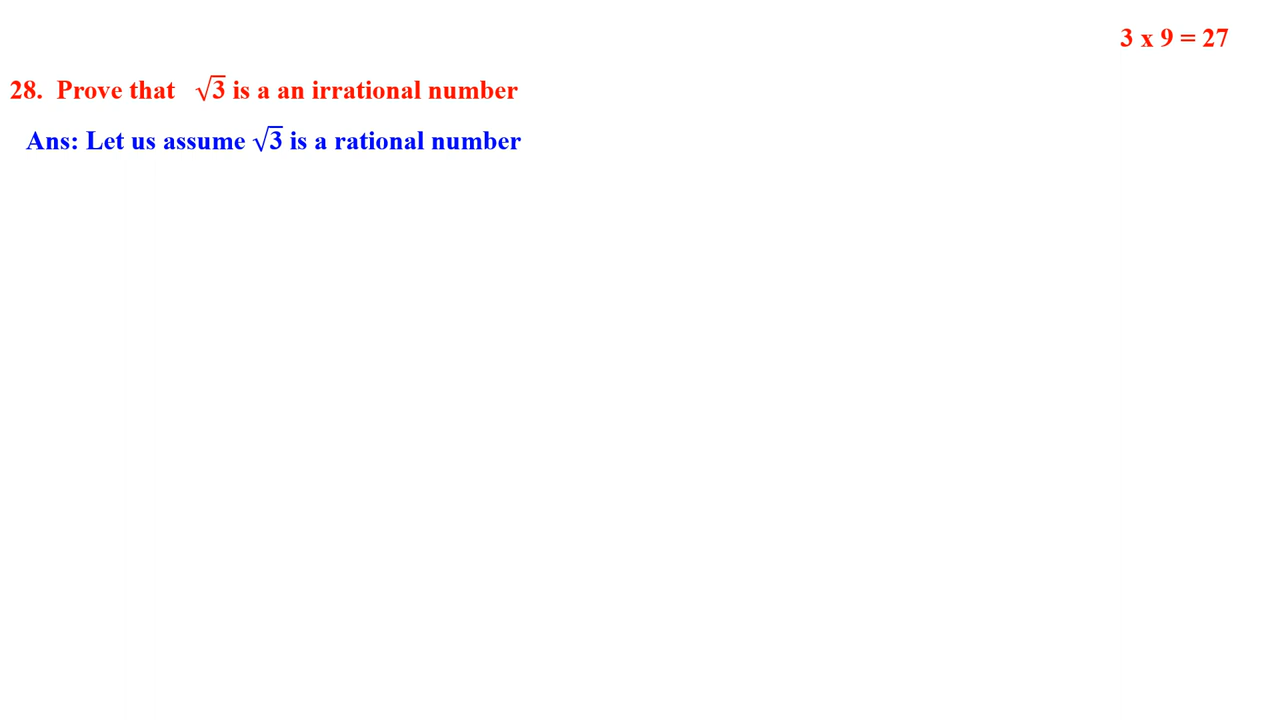 3 x 9 = 27
28. Prove that √3 is a an irrational number
Ans: Let us assume √3 is a rational number